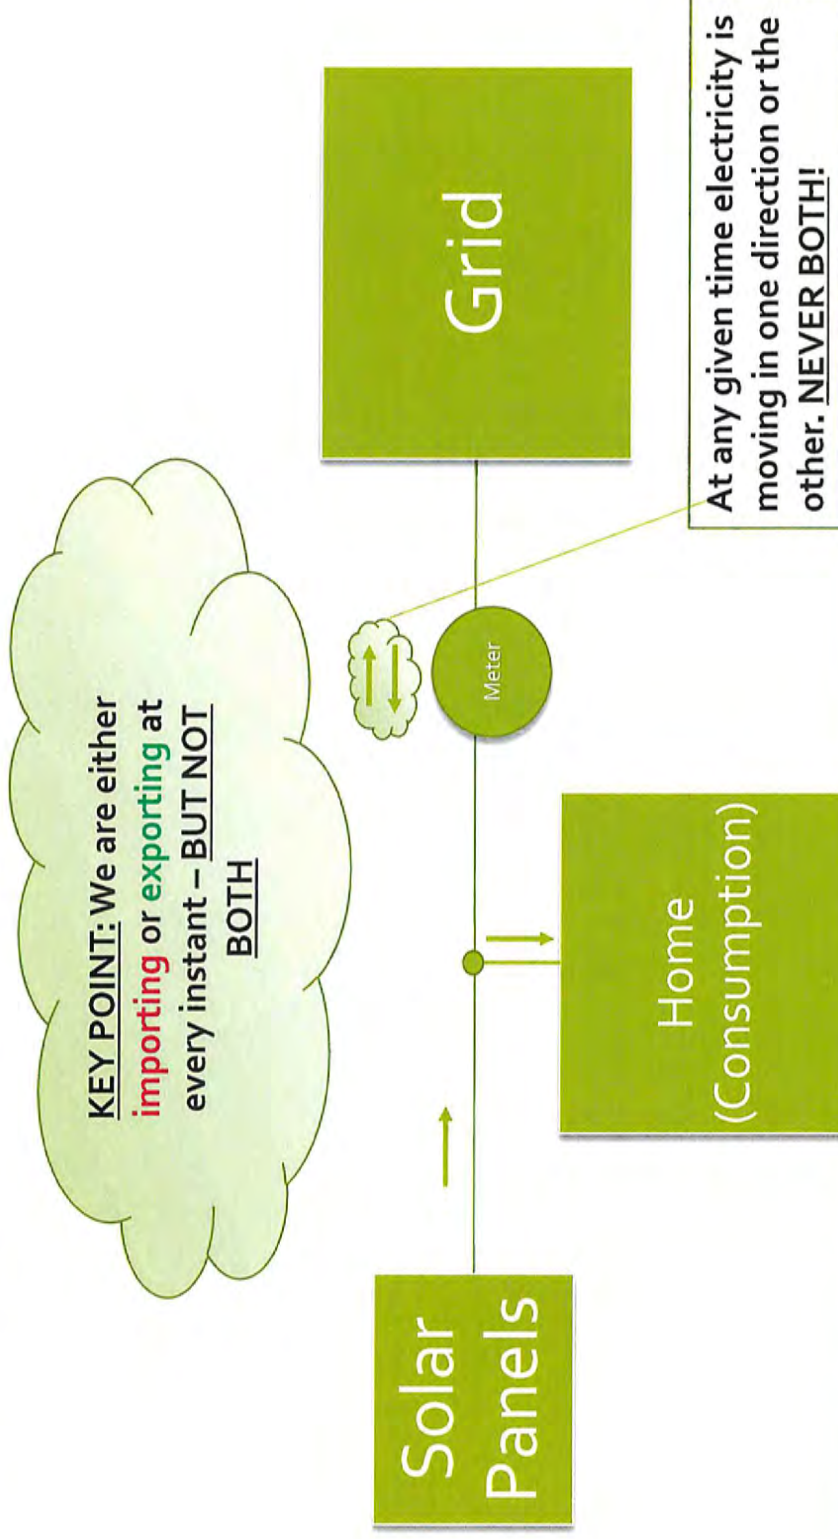 KEY POINT: We are either
importing or exporting at
every instant – BUT NOT
BOTH
Solar
Panels
Home
(Consumption)
Meter
Grid
At any given time electricity is
moving in one direction or the
other. NEVER BOTH!